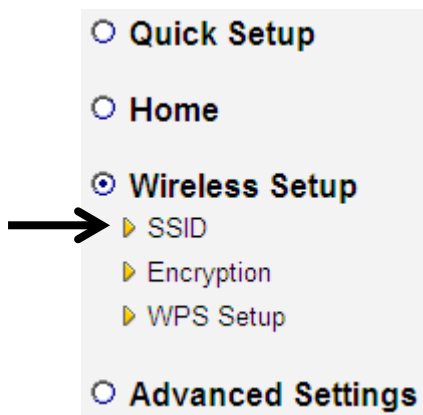 Quick Setup
Home
Wireless Setup
SSID
Encryption
WPS Setup
Advanced Settings